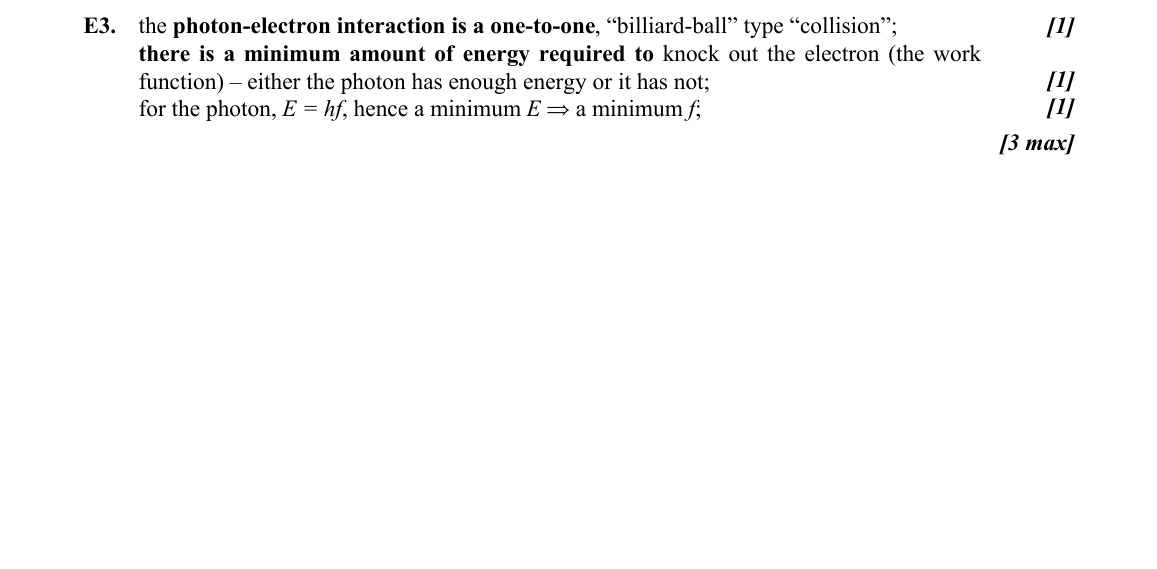 E3. the photon-electron interaction is a one-to-one, “billiard-ball” type “collision”; [1]
there is a minimum amount of energy required to knock out the electron (the work
function) – either the photon has enough energy or it has not; [1]
for the photon, E = hf, hence a minimum E ⇒ a minimum f; [1]
[3 max]